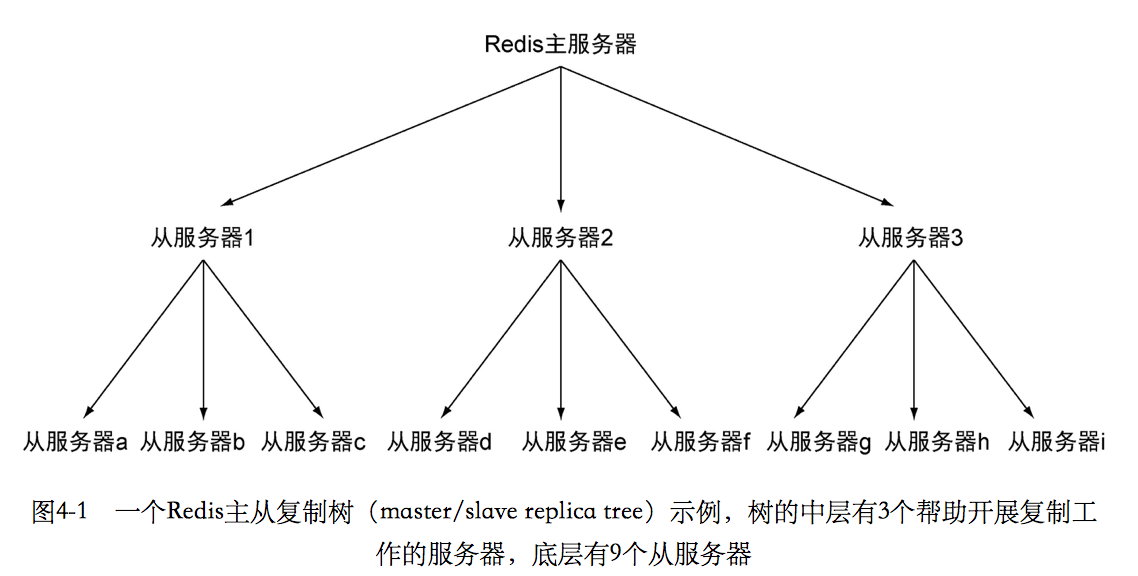 Redis主服务器
从服务器1 从服务器2 从服务器3
从服务器a 从服务器b 从服务器c 从服务器d 从服务器e 从服务器f 从服务器g 从服务器h 从服务器i
图4-1 一个Redis主从复制树（master/slave replica tree）示例，树的中层有3个帮助开展复制工
作的服务器，底层有9个从服务器